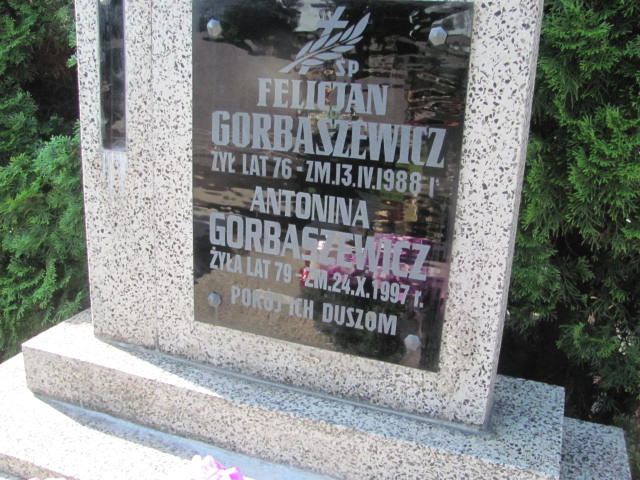 ŚP
FELICJAN
GORBASZEWICZ
ŻYŁ LAT 76 - ZM.13.IV.1988 r
ANTONINA
GORBASZEWICZ
ŻYŁA LAT 79 - ZM.24.X.1997 r.
POKÓJ ICH DUSZOM